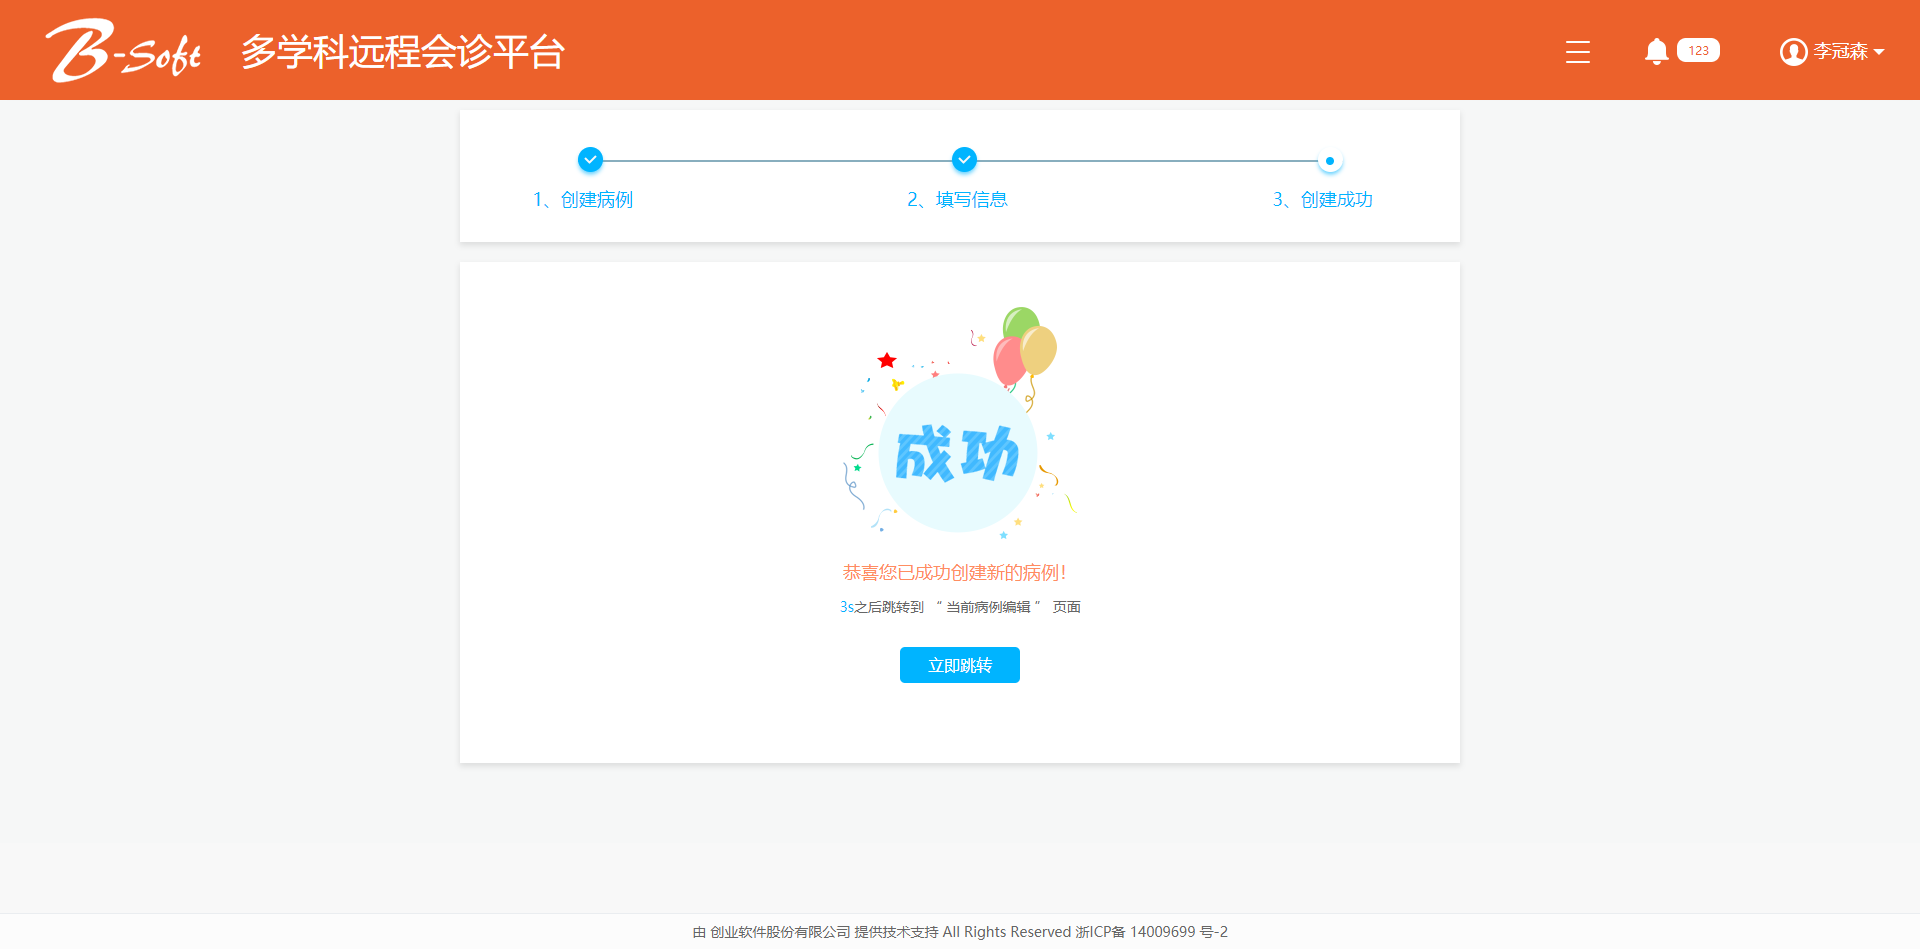 B-Soft 多学科远程会诊平台 123 李冠森
1、创建病例 2、填写信息 3、创建成功
成功
恭喜您已成功创建新的病例！
3s之后跳转到 “ 当前病例编辑 ” 页面
立即跳转
由 创业软件股份有限公司 提供技术支持 All Rights Reserved 浙ICP备 14009699 号-2